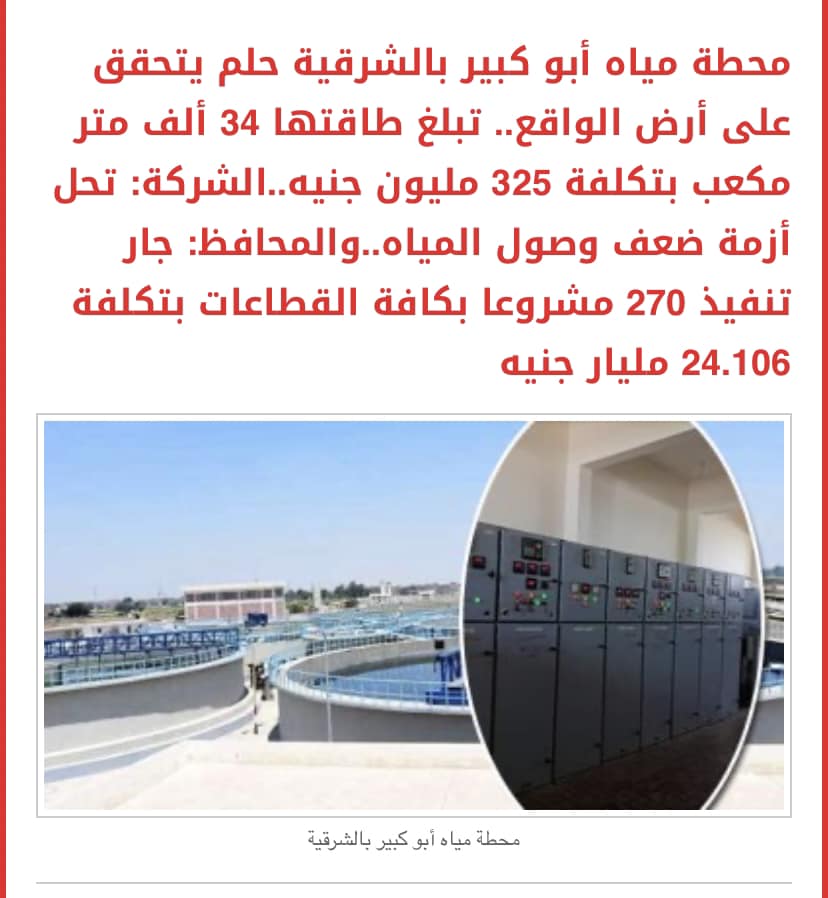 محطة مياه أبو كبير بالشرقية حلم يتحقق
على أرض الواقع.. تبلغ طاقتها 34 ألف متر
مكعب بتكلفة 325 مليون جنيه..الشركة: تحل
أزمة ضعف وصول المياه..والمحافظ: جار
تنفيذ 270 مشروعا بكافة القطاعات بتكلفة
24.106 مليار جنيه
محطة مياه أبو كبير بالشرقية